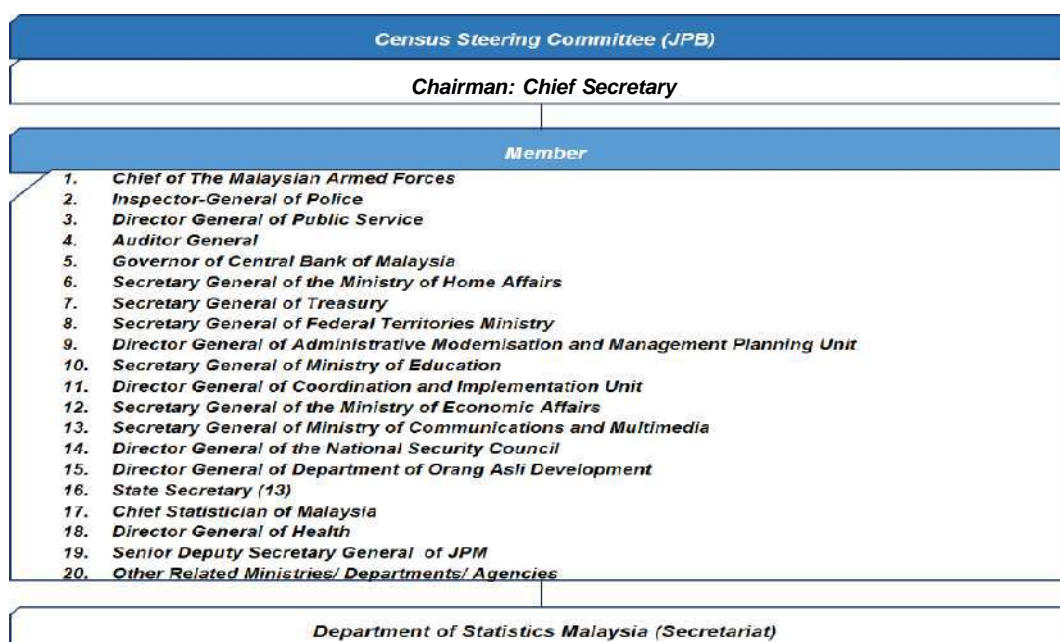 Census Steering Committee (JPB)
Chairman: Chief Secretary
Member
1. Chief of The Malaysian Armed Forces
2. Inspector-General of Police
3. Director General of Public Service
4. Auditor General
5. Governor of Central Bank of Malaysia
6. Secretary General of the Ministry of Home Affairs
7. Secretary General of Treasury
8. Secretary General of Federal Territories Ministry
9. Director General of Administrative Modernisation and Management Planning Unit
10. Secretary General of Ministry of Education
11. Director General of Coordination and Implementation Unit
12. Secretary General of the Ministry of Economic Affairs
13. Secretary General of Ministry of Communications and Multimedia
14. Director General of the National Security Council
15. Director General of Department of Orang Asli Development
16. State Secretary (13)
17. Chief Statistician of Malaysia
18. Director General of Health
19. Senior Deputy Secretary General of JPM
20. Other Related Ministries/ Departments/ Agencies
Department of Statistics Malaysia (Secretariat)